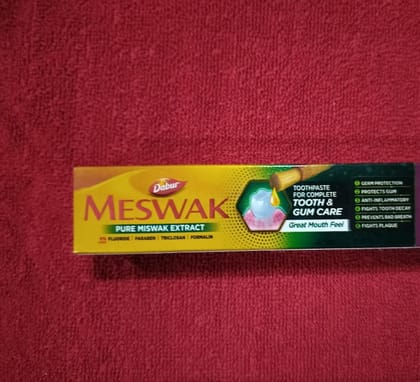 Dabur
MESWAK
PURE MISWAK EXTRACT
FLUORIDE | PARABEN | TRICLOSAN | FORMALIN
TOOTHPASTE
FOR COMPLETE
TOOTH &
GUM CARE
Great Mouth Feel
GERM PROTECTION
PROTECTS GUM
ANTI-INFLAMMATORY
FIGHTS TOOTH DECAY
PREVENTS BAD BREATH
FIGHTS PLAQUE